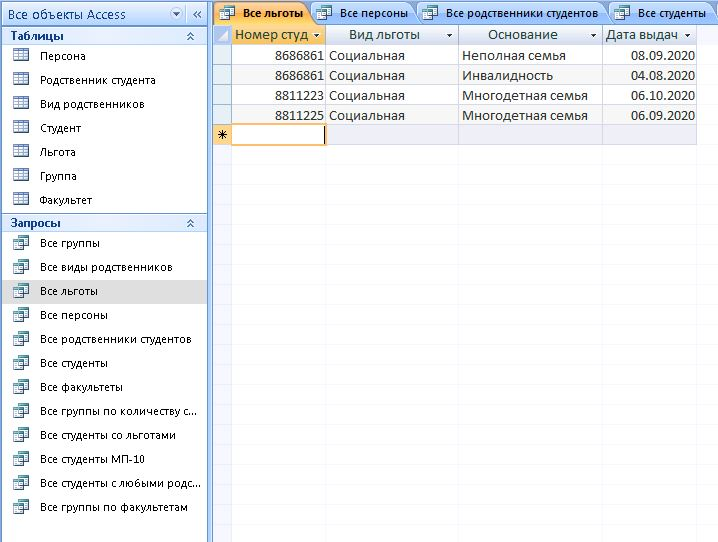 Все объекты Access
Таблицы
Персона
Родственник студента
Вид родственников
Студент
Льгота
Группа
Факультет
Запросы
Все группы
Все виды родственников
Все льготы
Все персоны
Все родственники студентов
Все студенты
Все факультеты
Все группы по количеству с...
Все студенты со льготами
Все студенты МП-10
Все студенты с любыми родс...
Все группы по факультетам
Все льготы Все персоны Все родственники студентов Все студенты
Номер студ Вид льготы Основание Дата выдач
8686861 Социальная Неполная семья 08.09.2020
8686861 Социальная Инвалидность 04.08.2020
8811223 Социальная Многодетная семья 06.10.2020
8811225 Социальная Многодетная семья 06.09.2020